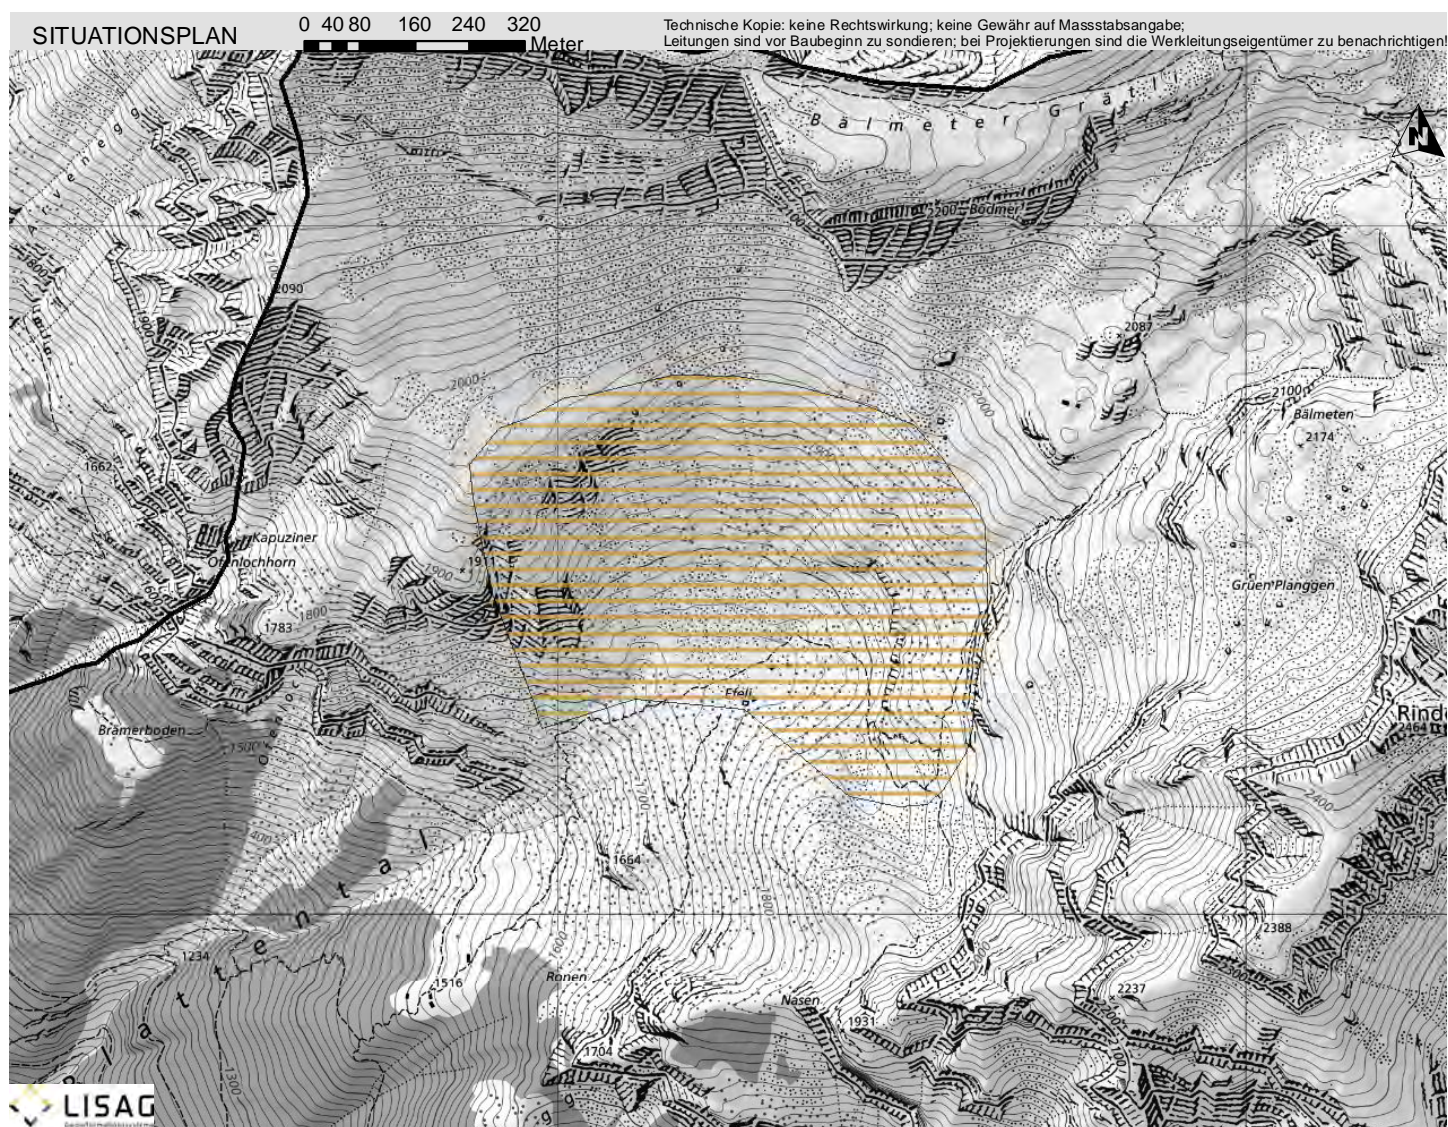 SITUATIONSPLAN
0 40 80 160 240 320
Meter
Technische Kopie: keine Rechtswirkung; keine Gewähr auf Massstabsangabe;
Leitungen sind vor Baubeginn zu sondieren; bei Projektierungen sind die Werkleitungseigentümer zu benachrichtigen!
Bälmeter Grätli
N
2200
Bödmer
2090
2087
2000
2000
2100
Bälmeten
2174
1900
1662
Kapuziner
Ofenlochhorn
1900
Grüen Planggen
1800
1783
Rind
2464
Brämerboden
1500
1700
2400
1664
1800
2388
1234
Ronen
1516
Nasen
2237
1931
1704
1300
LISAG